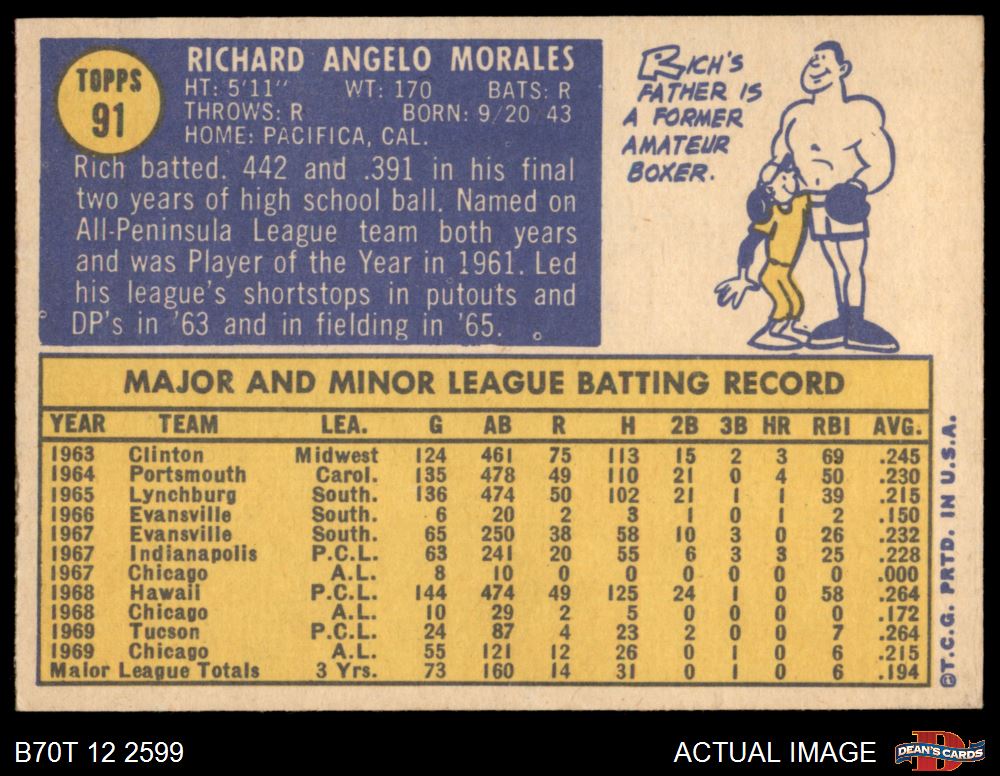 TOPPS
91
RICHARD ANGELO MORALES
HT: 5'11" WT: 170 BATS: R
THROWS: R BORN: 9/20 43
HOME: PACIFICA, CAL.
Rich batted. 442 and .391 in his final
two years of high school ball. Named on
All-Peninsula League team both years
and was Player of the Year in 1961. Led
his league's shortstops in putouts and
DP's in '63 and in fielding in '65.
RICH'S
FATHER IS
A FORMER
AMATEUR
BOXER.
MAJOR AND MINOR LEAGUE BATTING RECORD
YEAR TEAM LEA. G AB R H 2B 3B HR RBI AVG.
1963 Clinton Midwest 124 461 75 113 15 2 3 69 .245
1964 Portsmouth Carol. 135 478 49 110 21 0 4 50 .230
1965 Lynchburg South. 136 474 50 102 21 1 1 39 .215
1966 Evansville South. 6 20 2 3 1 0 1 2 .150
1967 Evansville South. 65 250 38 58 10 3 0 26 .232
1967 Indianapolis P.C.L. 63 241 20 55 6 3 3 25 .228
1967 Chicago A.L. 8 10 0 0 0 0 0 0 .000
1968 Hawaii P.C.L. 144 474 49 125 24 1 0 58 .264
1968 Chicago A.L. 10 29 2 5 0 0 0 0 .172
1969 Tucson P.C.L. 24 87 4 23 2 0 0 7 .264
1969 Chicago A.L. 55 121 12 26 0 1 0 6 .215
Major League Totals 3 Yrs. 73 160 14 31 0 1 0 6 .194
©T.C.G. PRTD. IN U.S.A.
B70T 12 2599
ACTUAL IMAGE
DEAN'S CARDS